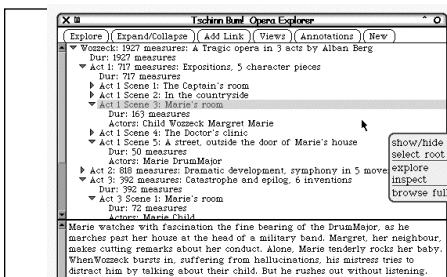 Tschinn Bum! Opera Explorer
Explore Expand/Collapse Add Link Views Annotations New
Wozzeck: 1927 measures: A Tragic opera in 3 acts by Alban Berg
Dur: 1927 measures
Act 1: 717 measures: Expositions, 5 character pieces
Dur: 717 measures
Act 1 Scene 1: The Captain's room
Act 1 Scene 2: In the countryside
Act 1 Scene 3: Marie's room
Dur: 163 measures
Actors: Child Wozzeck Margret Marie
Act 1 Scene 4: The Doctor's clinic
Act 1 Scene 5: A street, outside the door of Marie's house
Dur: 50 measures
Actors: Marie DrumMajor
Act 2: 818 measures: Dramatic development, symphony in 5 move
Act 3: 392 measures: Catastrophe and epilog, 6 inventions
Dur: 392 measures
Act 3 Scene 1: Marie's room
Dur: 72 measures
Actors: Marie Child
show/hide
select root
explore
inspect
browse full
Marie watches with fascination the fine bearing of the DrumMajor, as he
marches past her house at the head of a military band. Margret, her neighbour,
makes cutting remarks about her conduct. Alone, Marie tenderly rocks her baby.
WhenWozzeck bursts in, suffering from hallucinations, his mistress tries to
distract him by talking about their child. But he rushes out without listening.